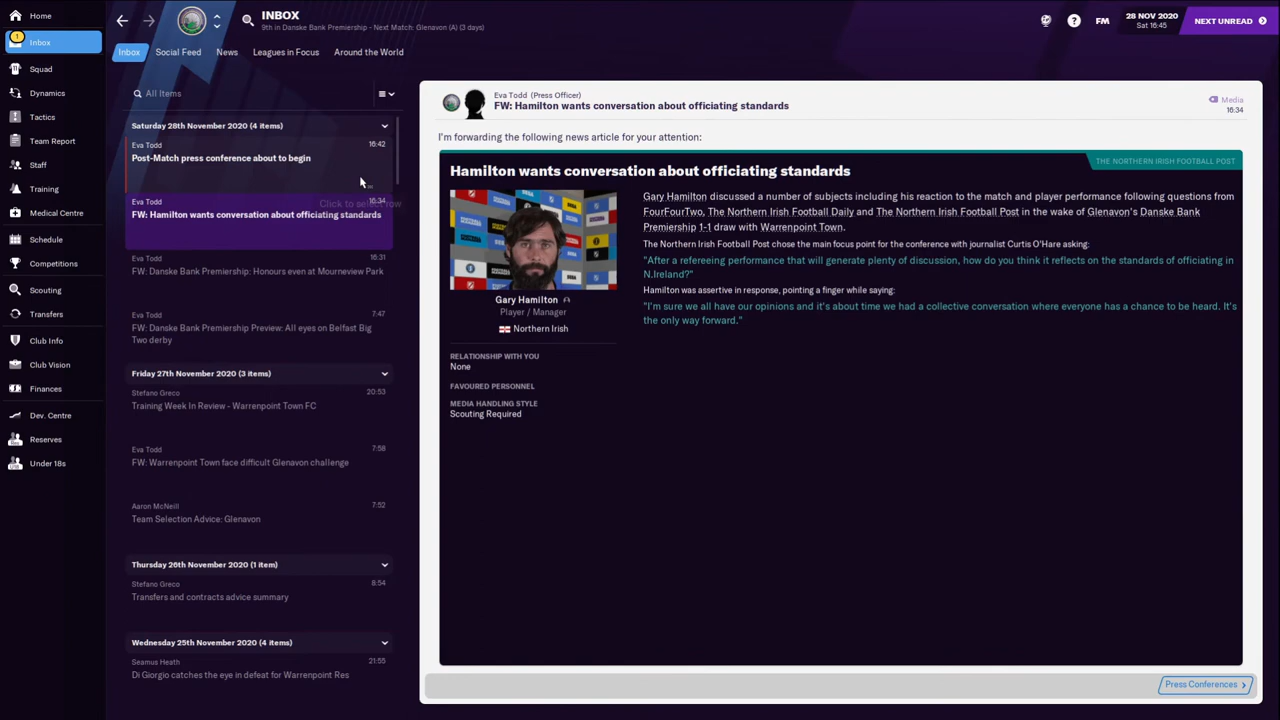 Home
1
Inbox
Squad
Dynamics
Tactics
Team Report
Staff
Training
Medical Centre
Schedule
Competitions
Scouting
Transfers
Club Info
Club Vision
Finances
Dev. Centre
Reserves
Under 18s
INBOX
9th in Danske Bank Premiership - Next Match: Glenavon (A) (3 days)
?
FM
28 NOV 2020
Sat 16:45
NEXT UNREAD
Inbox
Social Feed
News
Leagues in Focus
Around the World
All Items
Saturday 28th November 2020 (4 items)
Eva Todd
16:42
Post-Match press conference about to begin
Click to select row
Eva Todd
16:34
FW: Hamilton wants conversation about officiating standards
Eva Todd
16:31
FW: Danske Bank Premiership: Honours even at Mourneview Park
Eva Todd
7:47
FW: Danske Bank Premiership Preview: All eyes on Belfast Big
Two derby
Friday 27th November 2020 (3 items)
Stefano Greco
20:53
Training Week In Review - Warrenpoint Town FC
Eva Todd
7:58
FW: Warrenpoint Town face difficult Glenavon challenge
Aaron McNeill
7:52
Team Selection Advice: Glenavon
Thursday 26th November 2020 (1 item)
Stefano Greco
8:54
Transfers and contracts advice summary
Wednesday 25th November 2020 (4 items)
Seamus Heath
21:55
Di Giorgio catches the eye in defeat for Warrenpoint Res
Eva Todd (Press Officer)
FW: Hamilton wants conversation about officiating standards
Media
16:34
I'm forwarding the following news article for your attention:
THE NORTHERN IRISH FOOTBALL POST
Hamilton wants conversation about officiating standards
Gary Hamilton
Player / Manager
Northern Irish
RELATIONSHIP WITH YOU
None
FAVOURED PERSONNEL
MEDIA HANDLING STYLE
Scouting Required
Gary Hamilton discussed a number of subjects including his reaction to the match and player performance following questions from
FourFourTwo, The Northern Irish Football Daily and The Northern Irish Football Post in the wake of Glenavon's Danske Bank
Premiership 1-1 draw with Warrenpoint Town.
The Northern Irish Football Post chose the main focus point for the conference with journalist Curtis O'Hare asking:
"After a refereeing performance that will generate plenty of discussion, how do you think it reflects on the standards of officiating in
N.Ireland?"
Hamilton was assertive in response, pointing a finger while saying:
"I'm sure we all have our opinions and it's about time we had a collective conversation where everyone has a chance to be heard. It's
the only way forward."
Press Conferences